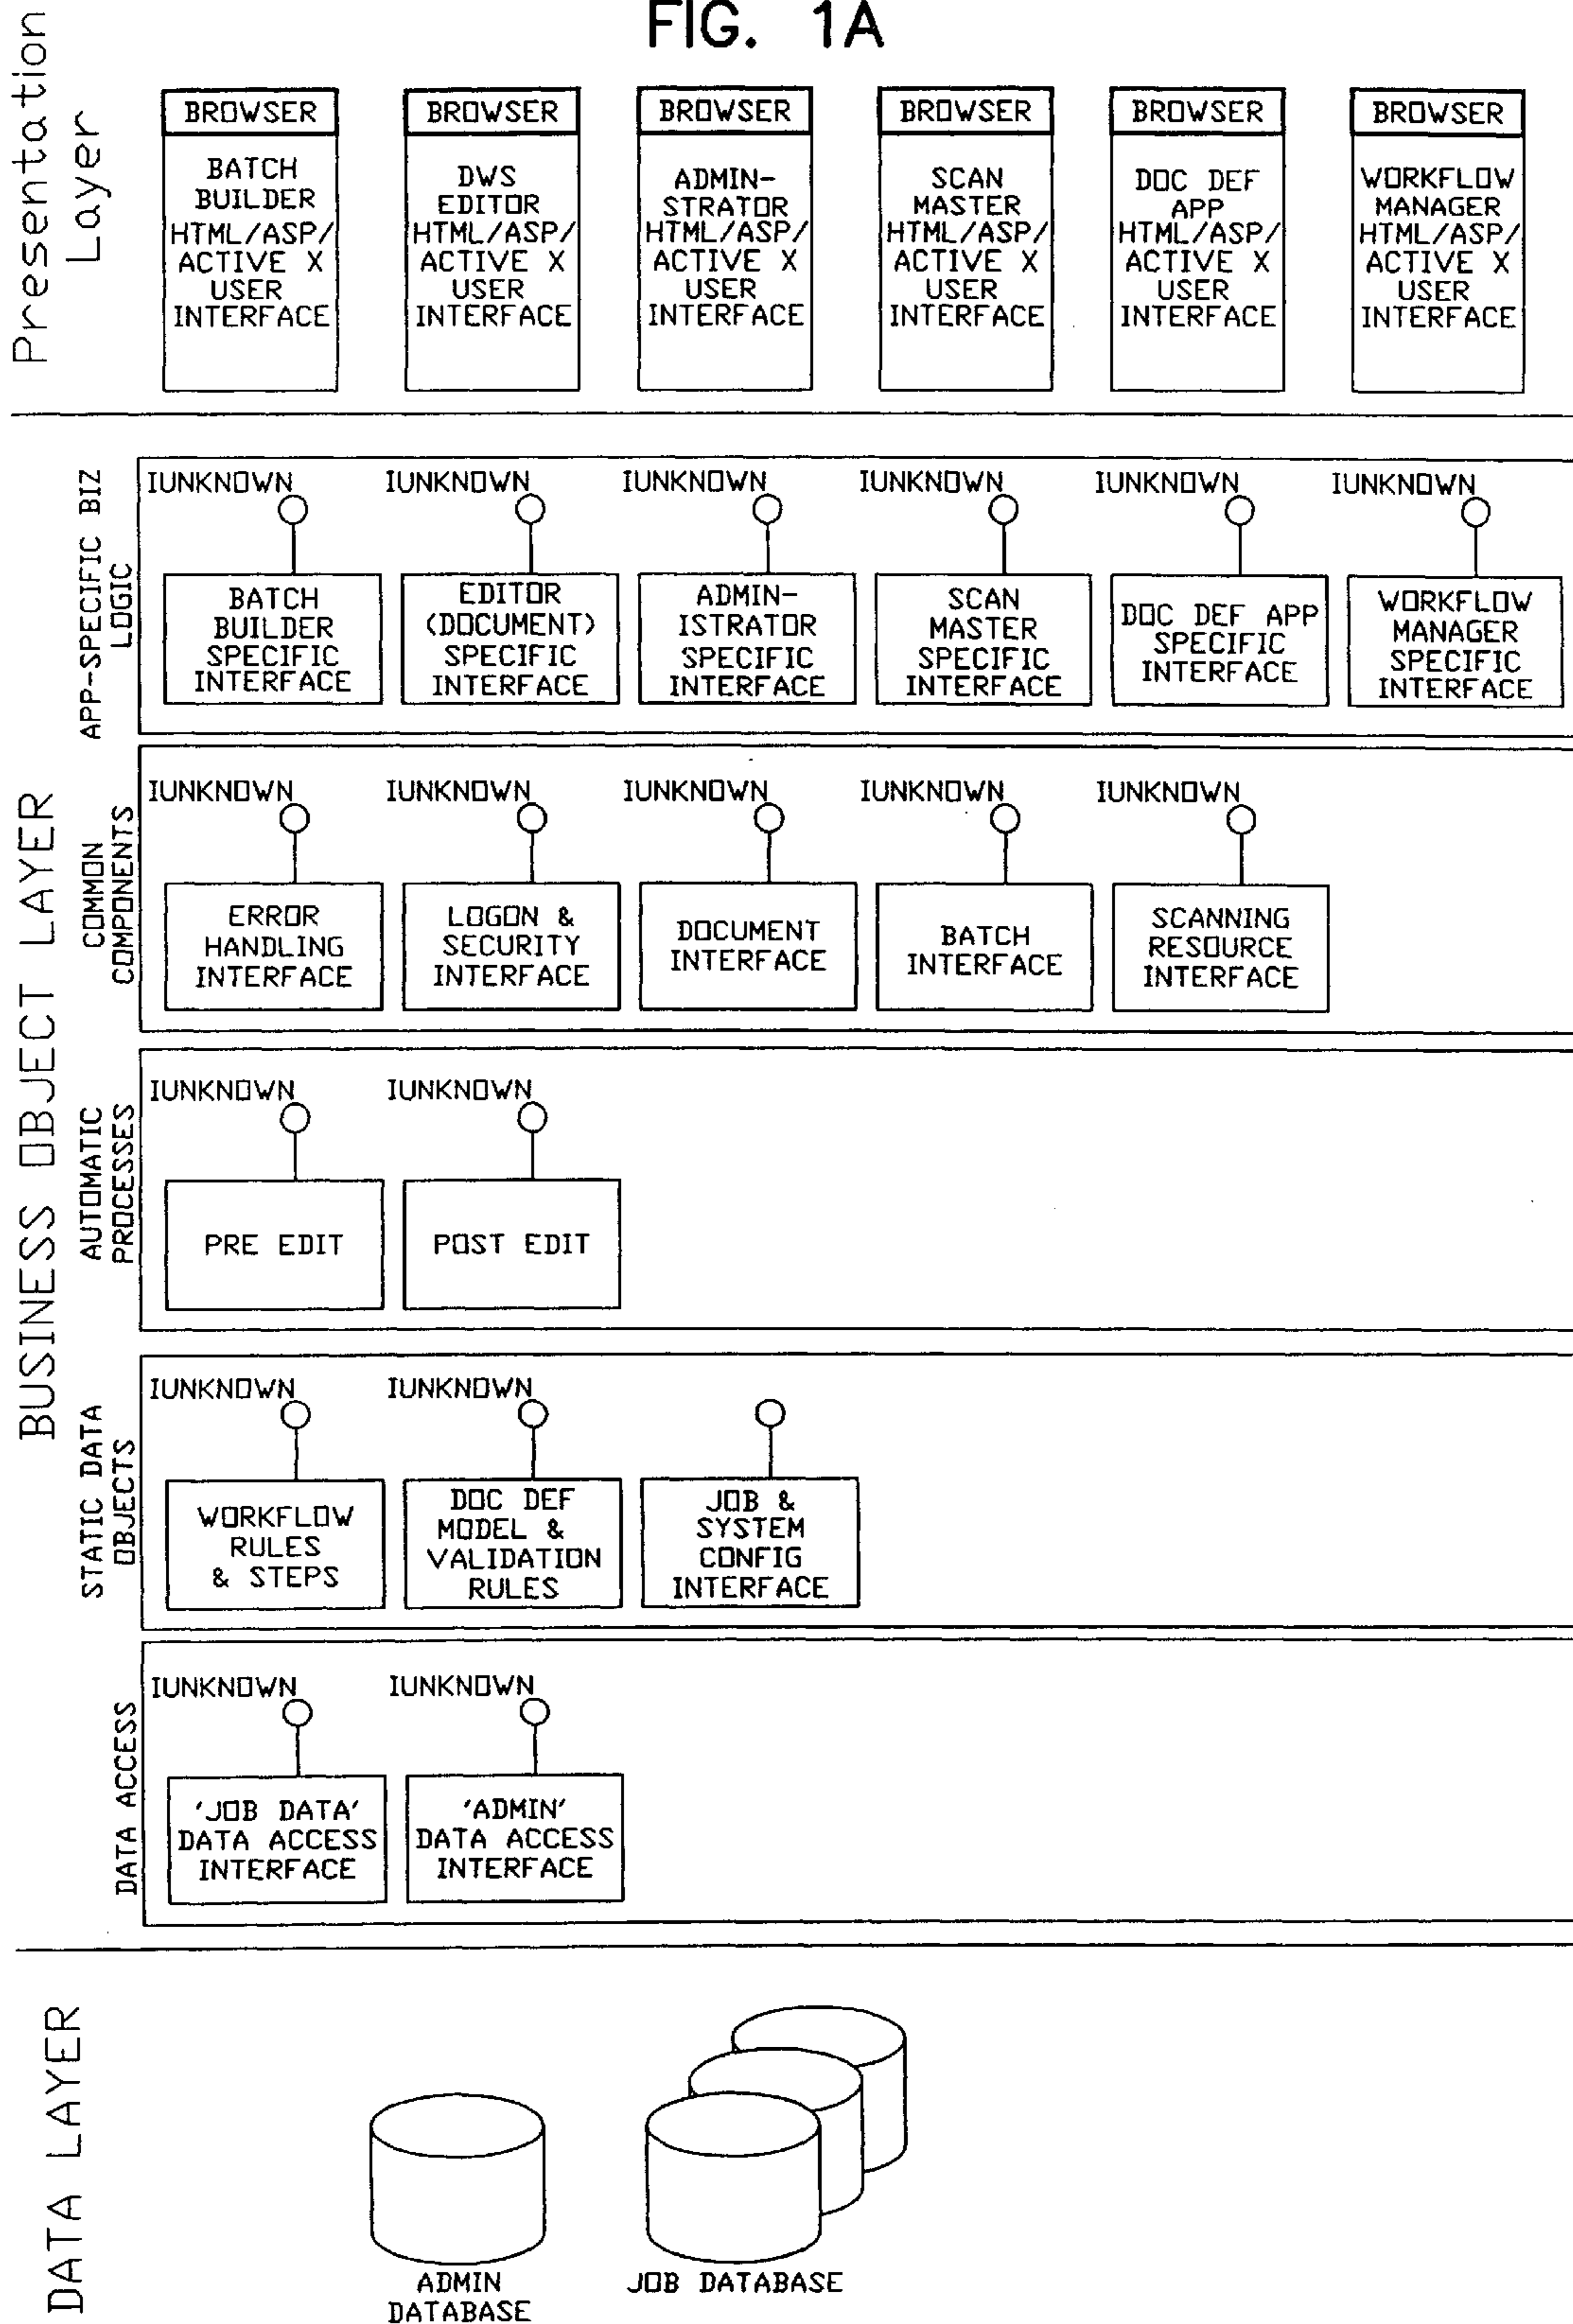 FIG. 1A
Presentation
Layer
BROWSER
BATCH
BUILDER
HTML/ASP/
ACTIVE X
USER
INTERFACE
BROWSER
DWS
EDITOR
HTML/ASP/
ACTIVE X
USER
INTERFACE
BROWSER
ADMIN-
STRATOR
HTML/ASP/
ACTIVE X
USER
INTERFACE
BROWSER
SCAN
MASTER
HTML/ASP/
ACTIVE X
USER
INTERFACE
BROWSER
DOC DEF
APP
HTML/ASP/
ACTIVE X
USER
INTERFACE
BROWSER
WORKFLOW
MANAGER
HTML/ASP/
ACTIVE X
USER
INTERFACE
BUSINESS OBJECT LAYER
APP-SPECIFIC BIZ
LOGIC
IUNKNOWN
BATCH
BUILDER
SPECIFIC
INTERFACE
IUNKNOWN
EDITOR
(DOCUMENT)
SPECIFIC
INTERFACE
IUNKNOWN
ADMIN-
ISTRATOR
SPECIFIC
INTERFACE
IUNKNOWN
SCAN
MASTER
SPECIFIC
INTERFACE
IUNKNOWN
DOC DEF APP
SPECIFIC
INTERFACE
IUNKNOWN
WORKFLOW
MANAGER
SPECIFIC
INTERFACE
COMMON
COMPONENTS
IUNKNOWN
ERROR
HANDLING
INTERFACE
IUNKNOWN
LOGON &
SECURITY
INTERFACE
IUNKNOWN
DOCUMENT
INTERFACE
IUNKNOWN
BATCH
INTERFACE
IUNKNOWN
SCANNING
RESOURCE
INTERFACE
AUTOMATIC
PROCESSES
IUNKNOWN
PRE EDIT
IUNKNOWN
POST EDIT
STATIC DATA
OBJECTS
IUNKNOWN
WORKFLOW
RULES
& STEPS
IUNKNOWN
DOC DEF
MODEL &
VALIDATION
RULES
JOB &
SYSTEM
CONFIG
INTERFACE
DATA ACCESS
IUNKNOWN
'JOB DATA'
DATA ACCESS
INTERFACE
IUNKNOWN
'ADMIN'
DATA ACCESS
INTERFACE
DATA LAYER
ADMIN
DATABASE
JOB DATABASE